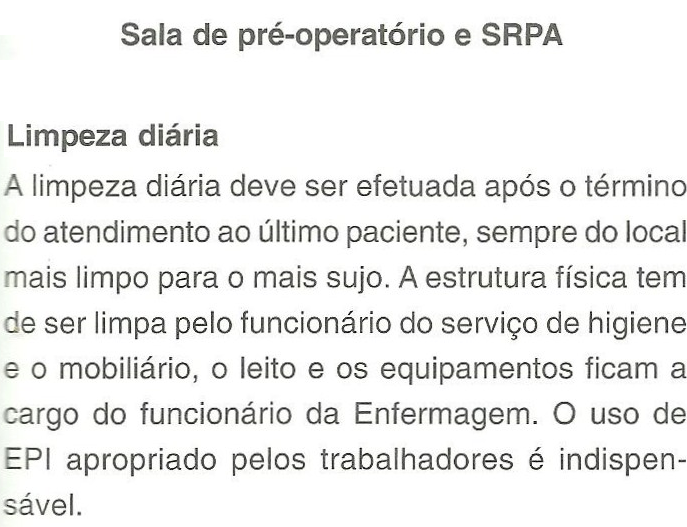 Sala de pré-operatório e SRPA
Limpeza diária
A limpeza diária deve ser efetuada após o término
do atendimento ao último paciente, sempre do local
mais limpo para o mais sujo. A estrutura física tem
de ser limpa pelo funcionário do serviço de higiene
e o mobiliário, o leito e os equipamentos ficam a
cargo do funcionário da Enfermagem. O uso de
EPI apropriado pelos trabalhadores é indispen-
sável.